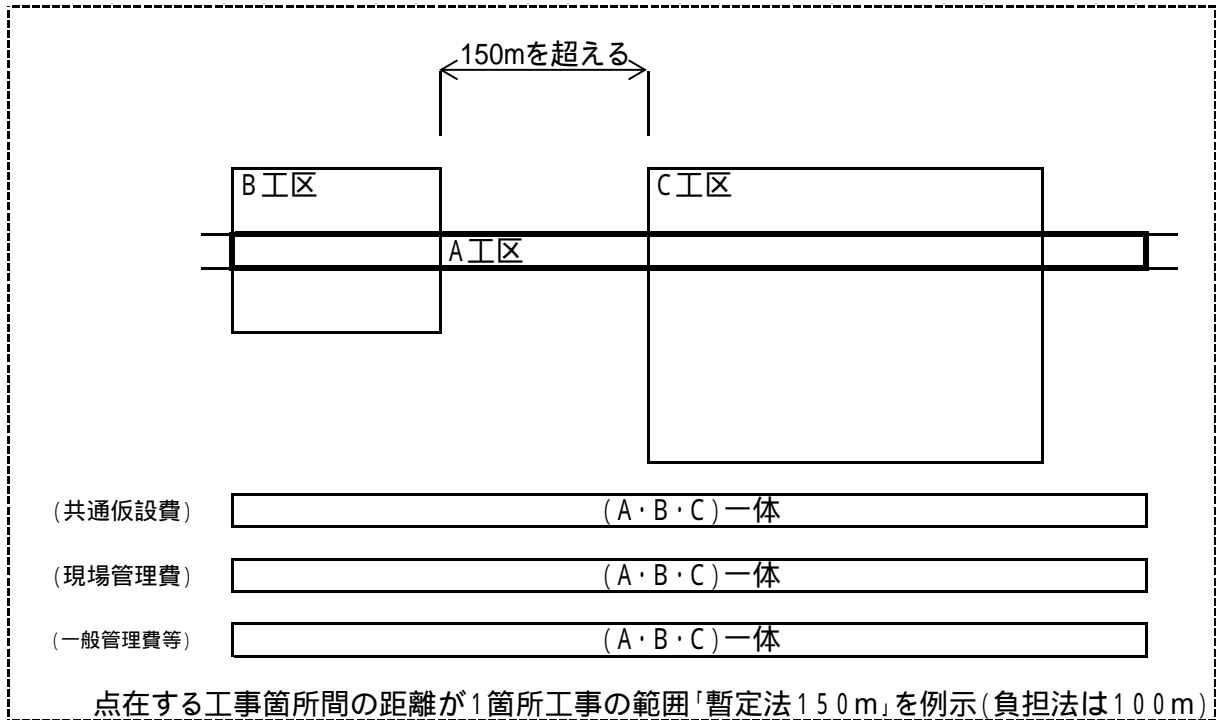 150mを超える
B工区
C工区
A工区
(共通仮設費)
(A・B・C)一体
(現場管理費)
(A・B・C)一体
(一般管理費等)
(A・B・C)一体
点在する工事箇所間の距離が1箇所工事の範囲「暫定法150m」を例示(負担法は100m)